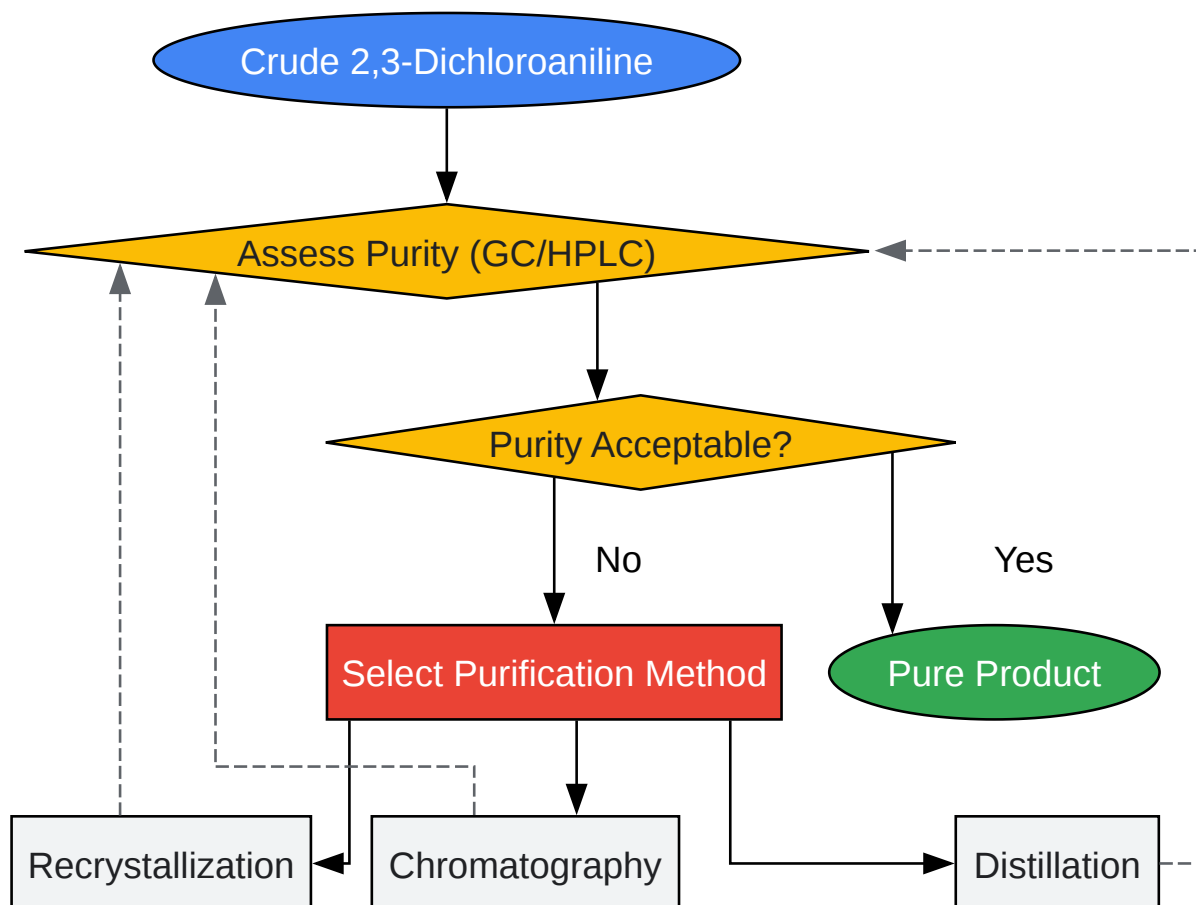 Crude 2,3-Dichloroaniline
Assess Purity (GC/HPLC)
Purity Acceptable?
No
Yes
Select Purification Method
Pure Product
Recrystallization
Chromatography
Distillation